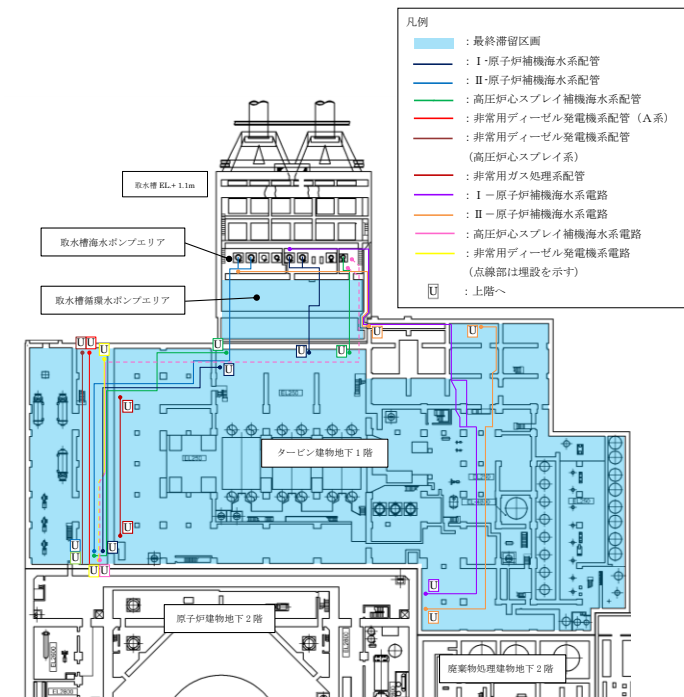 凡例
：最終滞留区画
：Ⅰ-原子炉補機海水系配管
：Ⅱ-原子炉補機海水系配管
：高圧炉心スプレイ補機海水系配管
：非常用ディーゼル発電機系配管（A系）
：非常用ディーゼル発電機系配管
（高圧炉心スプレイ系）
：非常用ガス処理系配管
：Ⅰ－原子炉補機海水系電路
：Ⅱ－原子炉補機海水系電路
：高圧炉心スプレイ補機海水系電路
：非常用ディーゼル発電機系電路
（点線部は埋設を示す）
U ：上階へ
取水槽 EL.+ 1.1m
取水槽海水ポンプエリア
取水槽循環水ポンプエリア
U U
U
U
U
U
U
U
U
U
EL250
U
タービン建物地下１階
EL250
U
U
U
U
U U
U
U
原子炉建物地下２階
廃棄物処理建物地下２階